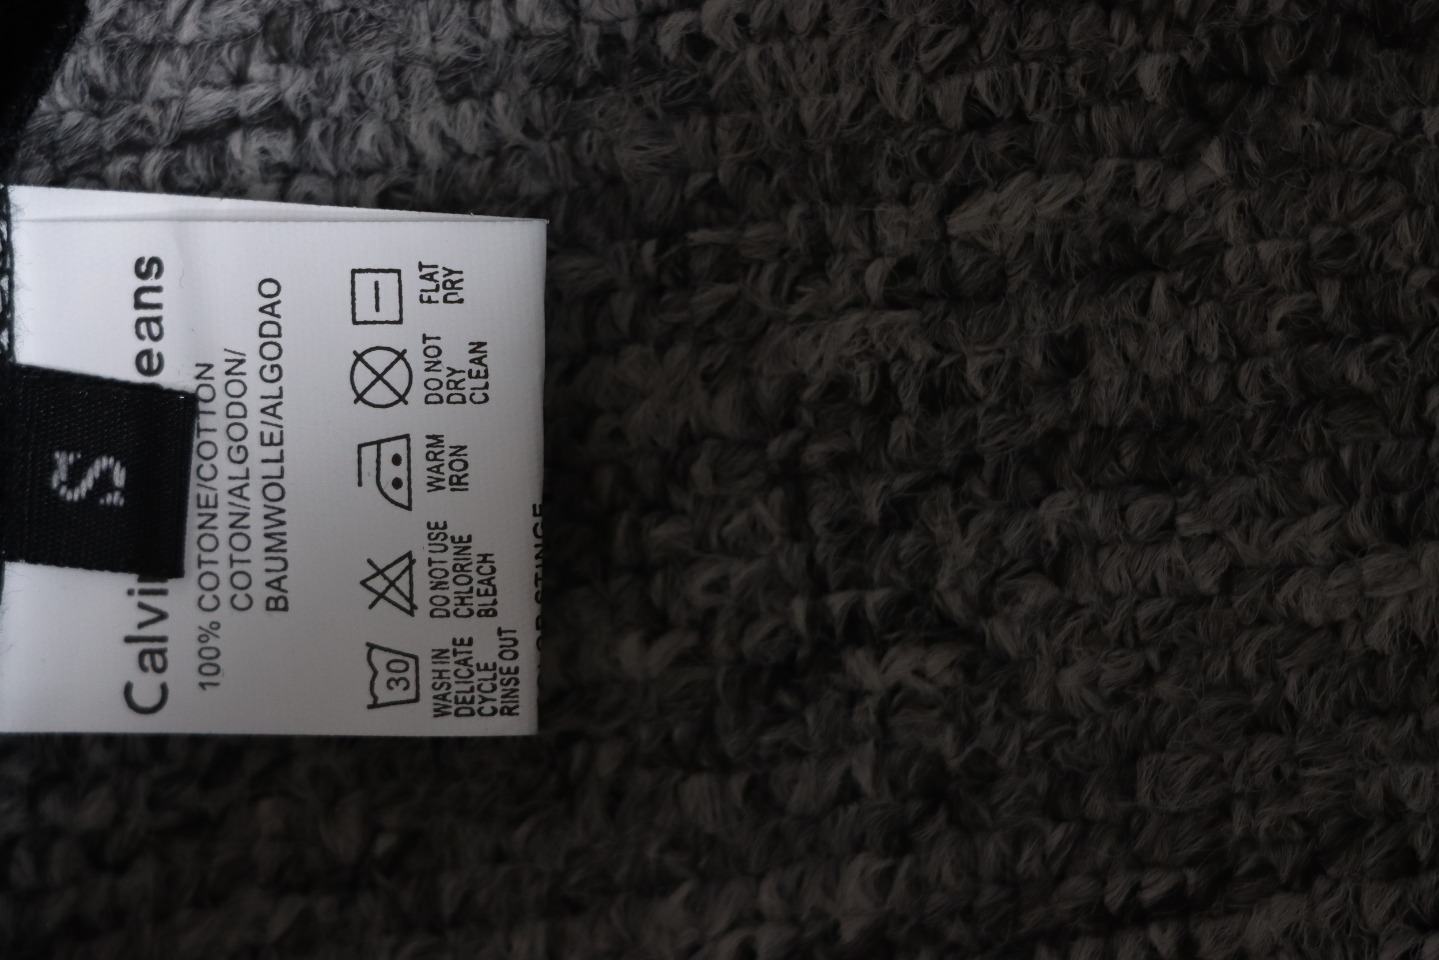 Calvi eans
S
100% COTONE/COTTON
COTON/ALGODON/
BAUMWOLLE/ALGODAO
30
WASH IN
DELICATE
CYCLE
RINSE OUT
DO NOT USE
CHLORINE
BLEACH
WARM
IRON
DO NOT
DRY
CLEAN
FLAT
DRY